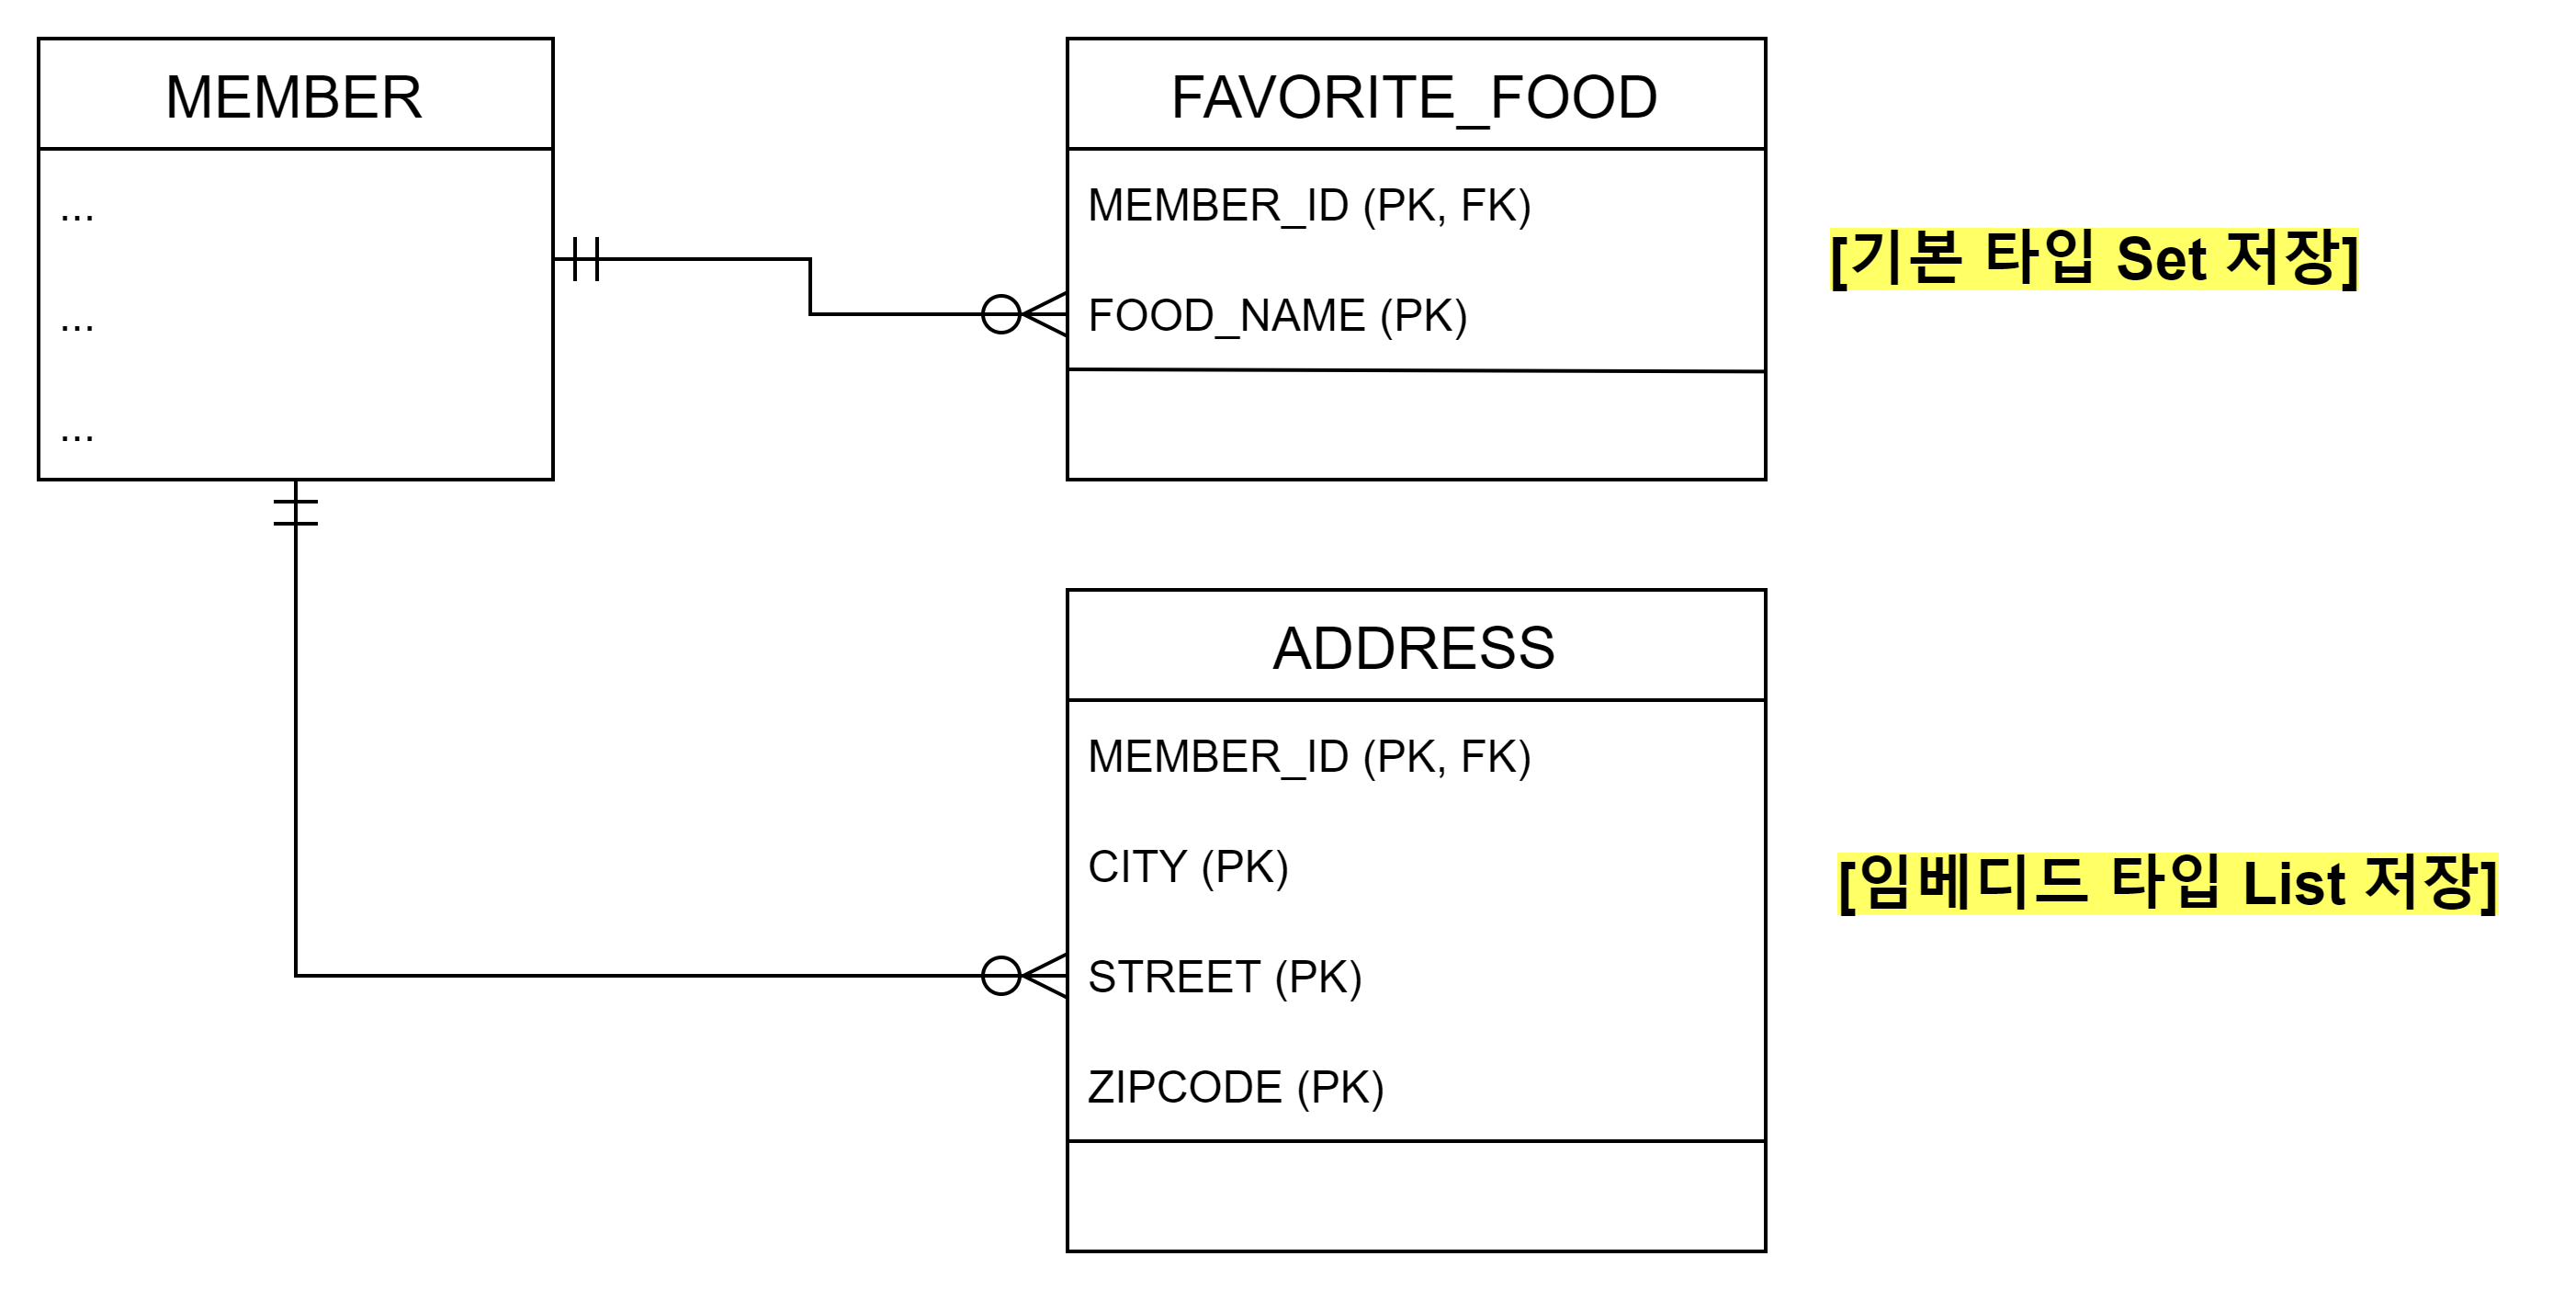 MEMBER
...
...
...
FAVORITE_FOOD
MEMBER_ID (PK, FK)
FOOD_NAME (PK)
[기본 타입 Set 저장]
ADDRESS
MEMBER_ID (PK, FK)
CITY (PK)
STREET (PK)
ZIPCODE (PK)
[임베디드 타입 List 저장]